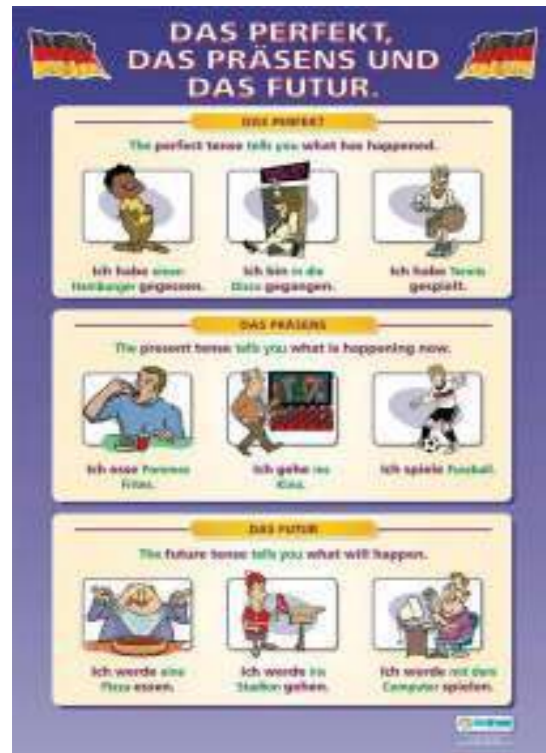 DAS PERFEKT,
DAS PRÄSENS UND
DAS FUTUR.
DAS PERFEKT
The perfect tense tells you what has happened.
Ich habe einen
Hamburger gegessen.
Ich bin in die
Disco gegangen.
Ich habe Tennis
gespielt.
DAS PRÄSENS
The present tense tells you what is happening now.
Ich esse Pommes
Frites.
Ich gehe ins
Kino.
Ich spiele Fussball.
DAS FUTUR
The future tense tells you what will happen.
Ich werde eine
Pizza essen.
Ich werde ins
Stadion gehen.
Ich werde mit dem
Computer spielen.